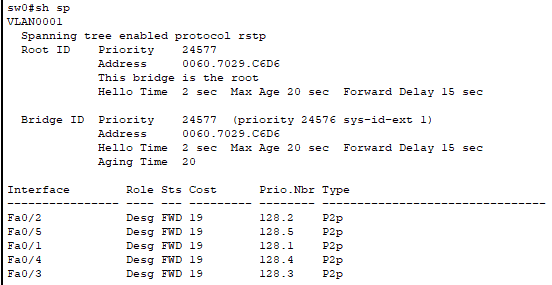 sw0#sh sp
VLAN0001
  Spanning tree enabled protocol rstp
  Root ID    Priority    24577
             Address     0060.7029.C6D6
             This bridge is the root
             Hello Time  2 sec  Max Age 20 sec  Forward Delay 15 sec

  Bridge ID  Priority    24577  (priority 24576 sys-id-ext 1)
             Address     0060.7029.C6D6
             Hello Time  2 sec  Max Age 20 sec  Forward Delay 15 sec
             Aging Time  20

Interface        Role Sts Cost      Prio.Nbr Type
---------------- ---- --- --------- -------- --------------------------------
Fa0/2            Desg FWD 19        128.2    P2p
Fa0/5            Desg FWD 19        128.5    P2p
Fa0/1            Desg FWD 19        128.1    P2p
Fa0/4            Desg FWD 19        128.4    P2p
Fa0/3            Desg FWD 19        128.3    P2p